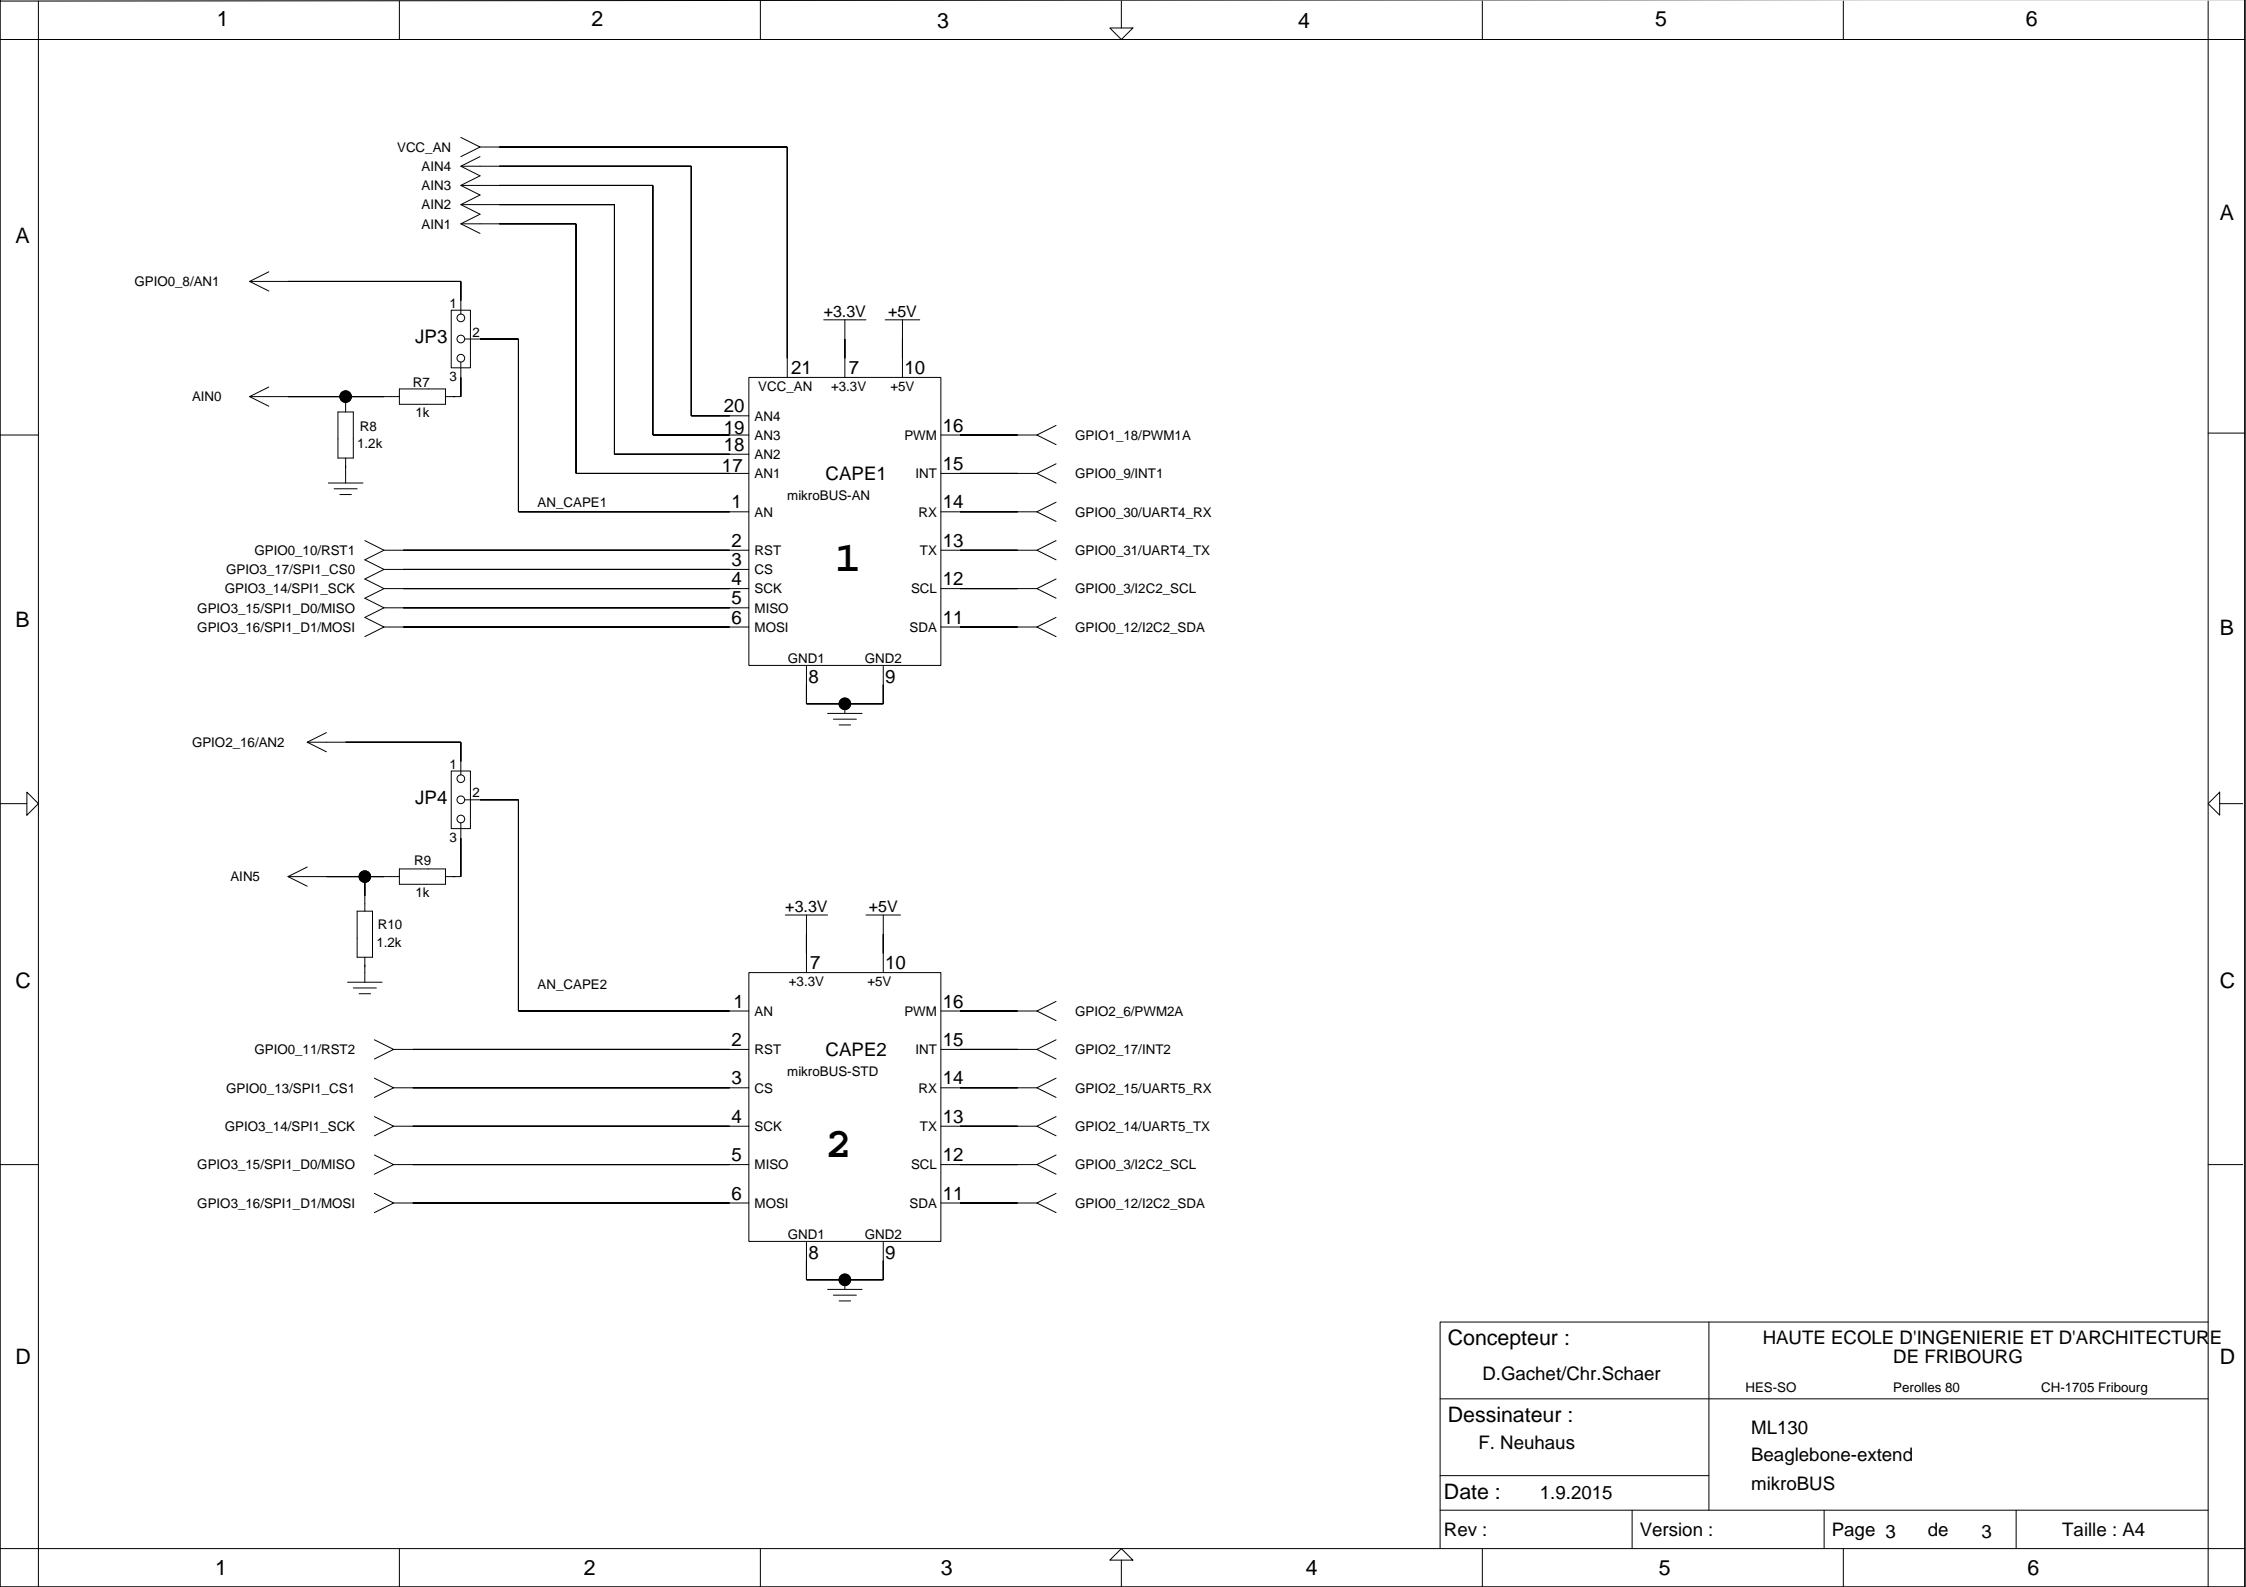 1 2 3 4 5 6
A A
B B
C C
D D
VCC_AN
AIN4
AIN3
AIN2
AIN1
GPIO0_8/AN1
1
JP3 2
3
AIN0
R7
1k
R8
1.2k
+3.3V +5V
21 7 10
VCC_AN +3.3V +5V
20 AN4
19 AN3
18 AN2
17 AN1
AN_CAPE1 1 AN
GPIO0_10/RST1 2 RST
GPIO3_17/SPI1_CS0 3 CS
GPIO3_14/SPI1_SCK 4 SCK
GPIO3_15/SPI1_D0/MISO 5 MISO
GPIO3_16/SPI1_D1/MOSI 6 MOSI
CAPE1
mikroBUS-AN
1
PWM 16 GPIO1_18/PWM1A
INT 15 GPIO0_9/INT1
RX 14 GPIO0_30/UART4_RX
TX 13 GPIO0_31/UART4_TX
SCL 12 GPIO0_3/I2C2_SCL
SDA 11 GPIO0_12/I2C2_SDA
GND1 GND2
8 9
GPIO2_16/AN2
1
JP4 2
3
AIN5
R9
1k
R10
1.2k
+3.3V +5V
7 10
+3.3V +5V
AN_CAPE2
1 AN
GPIO0_11/RST2 2 RST
GPIO0_13/SPI1_CS1 3 CS
GPIO3_14/SPI1_SCK 4 SCK
GPIO3_15/SPI1_D0/MISO 5 MISO
GPIO3_16/SPI1_D1/MOSI 6 MOSI
CAPE2
mikroBUS-STD
2
PWM 16 GPIO2_6/PWM2A
INT 15 GPIO2_17/INT2
RX 14 GPIO2_15/UART5_RX
TX 13 GPIO2_14/UART5_TX
SCL 12 GPIO0_3/I2C2_SCL
SDA 11 GPIO0_12/I2C2_SDA
GND1 GND2
8 9
Concepteur :
D.Gachet/Chr.Schaer
HAUTE ECOLE D'INGENIERIE ET D'ARCHITECTURE
DE FRIBOURG
HES-SO Perolles 80 CH-1705 Fribourg
Dessinateur :
F. Neuhaus
ML130
Beaglebone-extend
mikroBUS
Date : 1.9.2015
Rev : Version : Page 3 de 3 Taille : A4
1 2 3 4 5 6